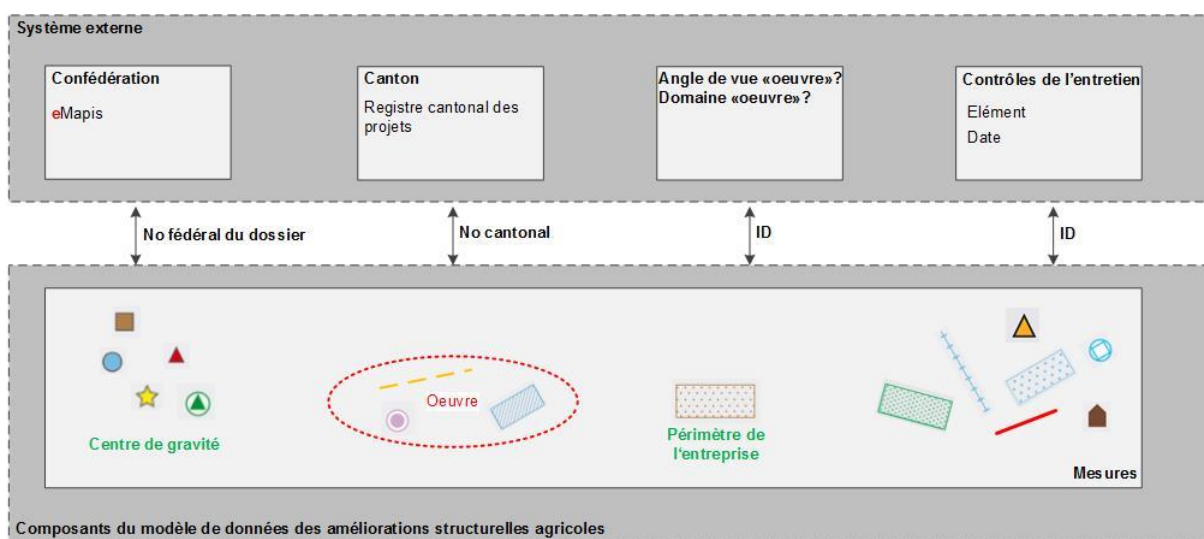 Système externe
Confédération
eMapis
Canton
Registre cantonal des
projets
Angle de vue «oeuvre»?
Domaine «oeuvre»?
Contrôles de l'entretien
Elément
Date
No fédéral du dossier
No cantonal
ID
ID
Oeuvre
Centre de gravité
Périmètre de
l'entreprise
Mesures
Composants du modèle de données des améliorations structurelles agricoles